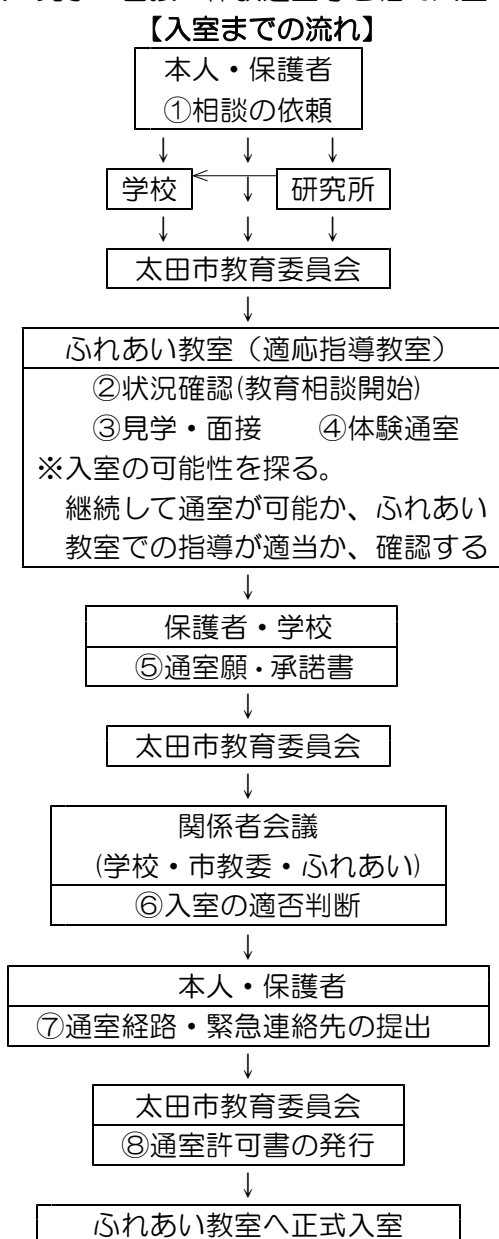 【入室までの流れ】
本人・保護者
①相談の依頼
↓ ↓ ↓
学校 ← ↓ 研究所
↓ ↓ ↓
太田市教育委員会
↓
ふれあい教室（適応指導教室）
②状況確認(教育相談開始)
③見学・面接 ④体験通室
※入室の可能性を探る。
継続して通室が可能か、ふれあい
教室での指導が適当か、確認する
↓
保護者・学校
⑤通室願・承諾書
↓
太田市教育委員会
↓
関係者会議
(学校・市教委・ふれあい)
⑥入室の適否判断
↓
本人・保護者
⑦通室経路・緊急連絡先の提出
↓
太田市教育委員会
⑧通室許可書の発行
↓
ふれあい教室へ正式入室